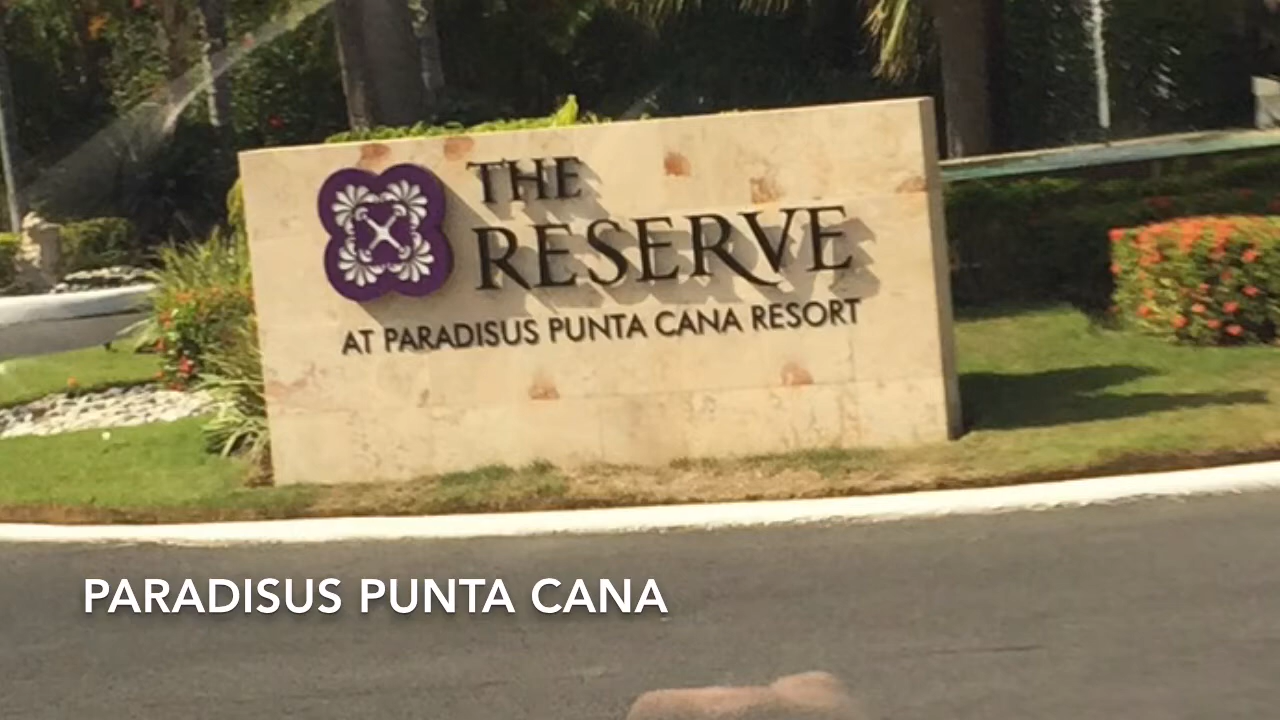 THE
RESERVE
AT PARADISUS PUNTA CANA RESORT
PARADISUS PUNTA CANA